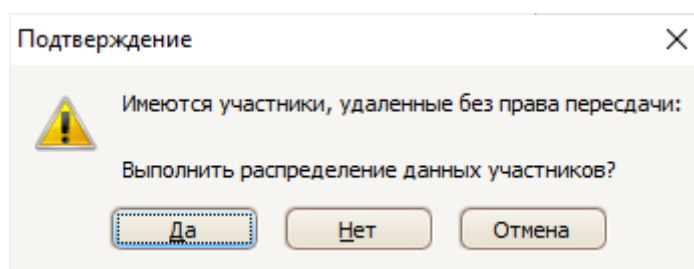 Подтверждение
Имеются участники, удаленные без права пересдачи:
Выполнить распределение данных участников?
Да
Нет
Отмена